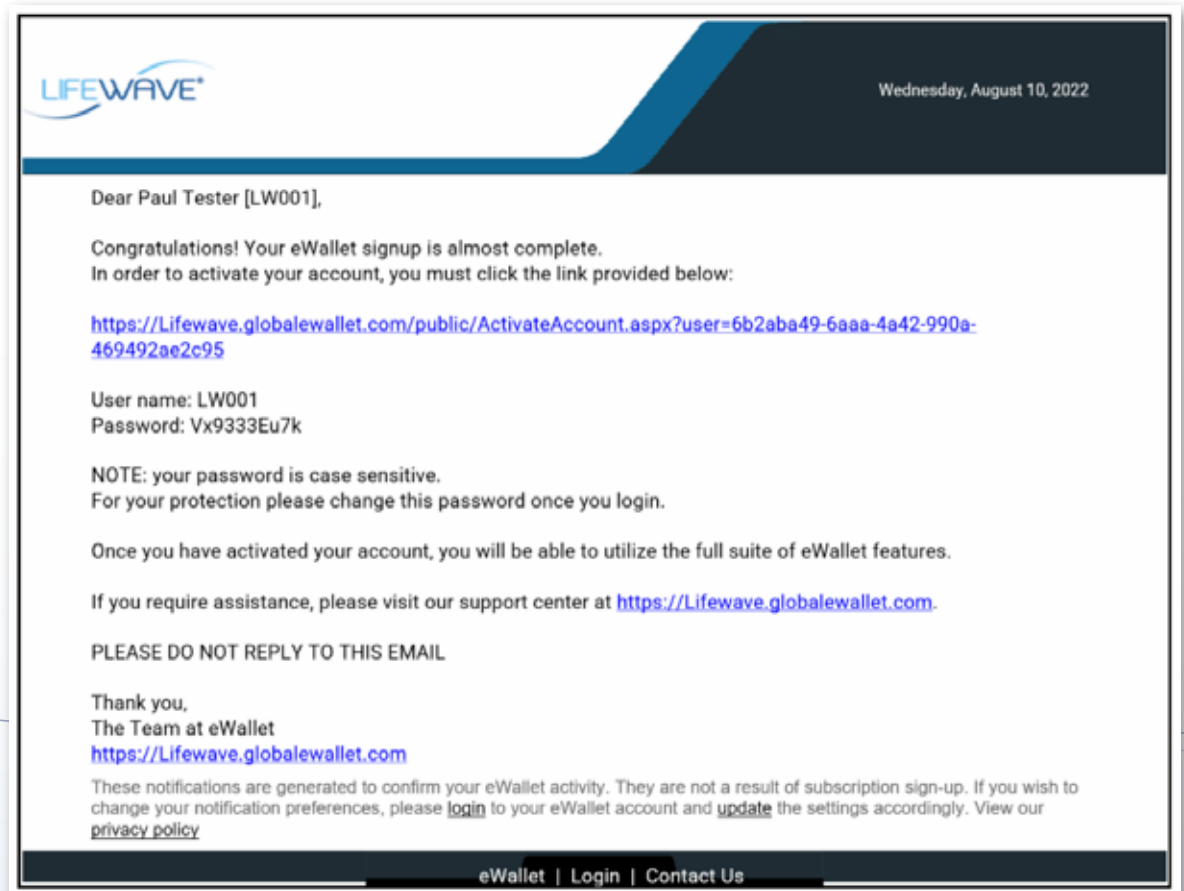 LIFEWAVE®
Wednesday, August 10, 2022
Dear Paul Tester [LW001],
Congratulations! Your eWallet signup is almost complete.
In order to activate your account, you must click the link provided below:
https://Lifewave.globalewallet.com/public/ActivateAccount.aspx?user=6b2aba49-6aaa-4a42-990a-
469492ae2c95
User name: LW001
Password: Vx9333Eu7k
NOTE: your password is case sensitive.
For your protection please change this password once you login.
Once you have activated your account, you will be able to utilize the full suite of eWallet features.
If you require assistance, please visit our support center at https://Lifewave.globalewallet.com.
PLEASE DO NOT REPLY TO THIS EMAIL
Thank you,
The Team at eWallet
https://Lifewave.globalewallet.com
These notifications are generated to confirm your eWallet activity. They are not a result of subscription sign-up. If you wish to
change your notification preferences, please login to your eWallet account and update the settings accordingly. View our
privacy policy
eWallet | Login | Contact Us